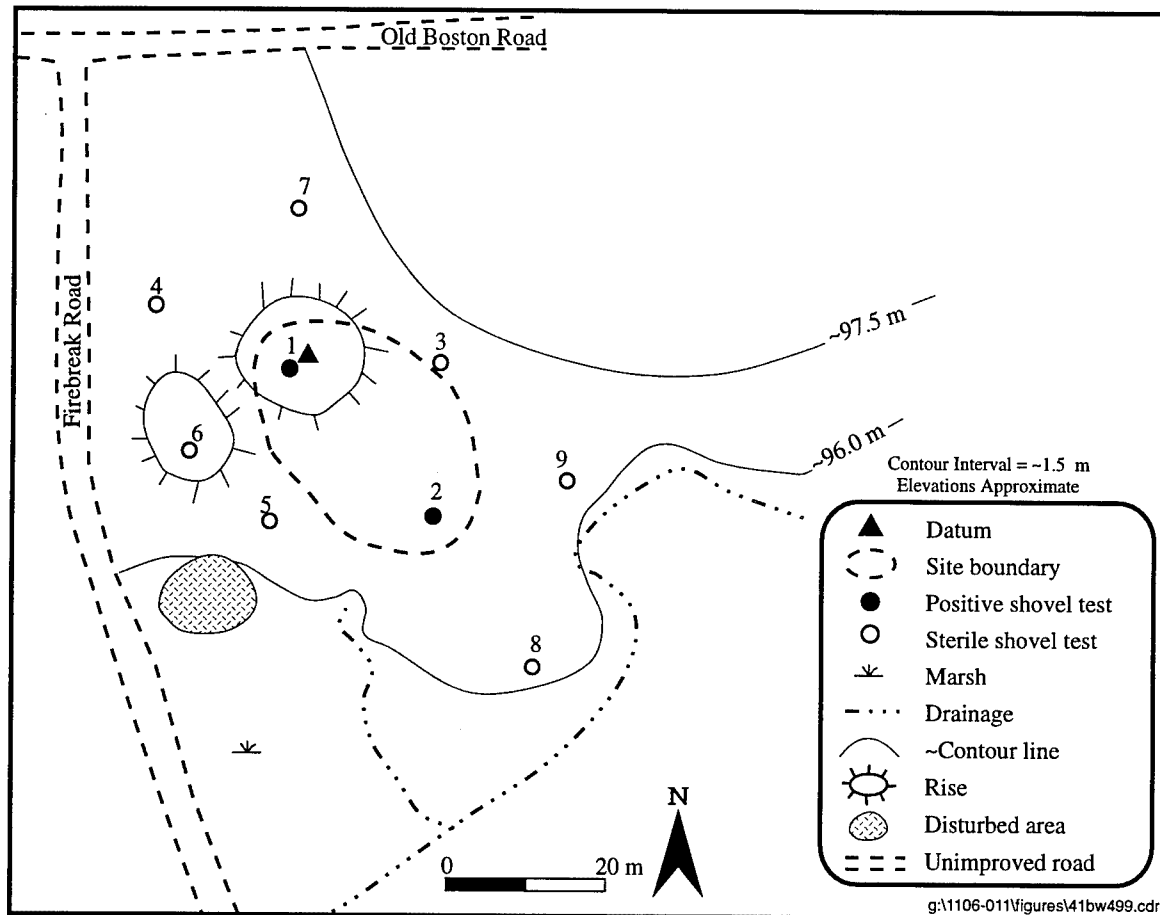 Old Boston Road
7
4
Firebreak Road
1
3
~97.5 m
6
~96.0 m
9
2
5
Contour Interval = ~1.5 m
Elevations Approximate
Datum
Site boundary
Positive shovel test
Sterile shovel test
8
Marsh
Drainage
~Contour line
N
Rise
0 20 m
Disturbed area
Unimproved road
g:\1106-011\figures\41bw499.cdr